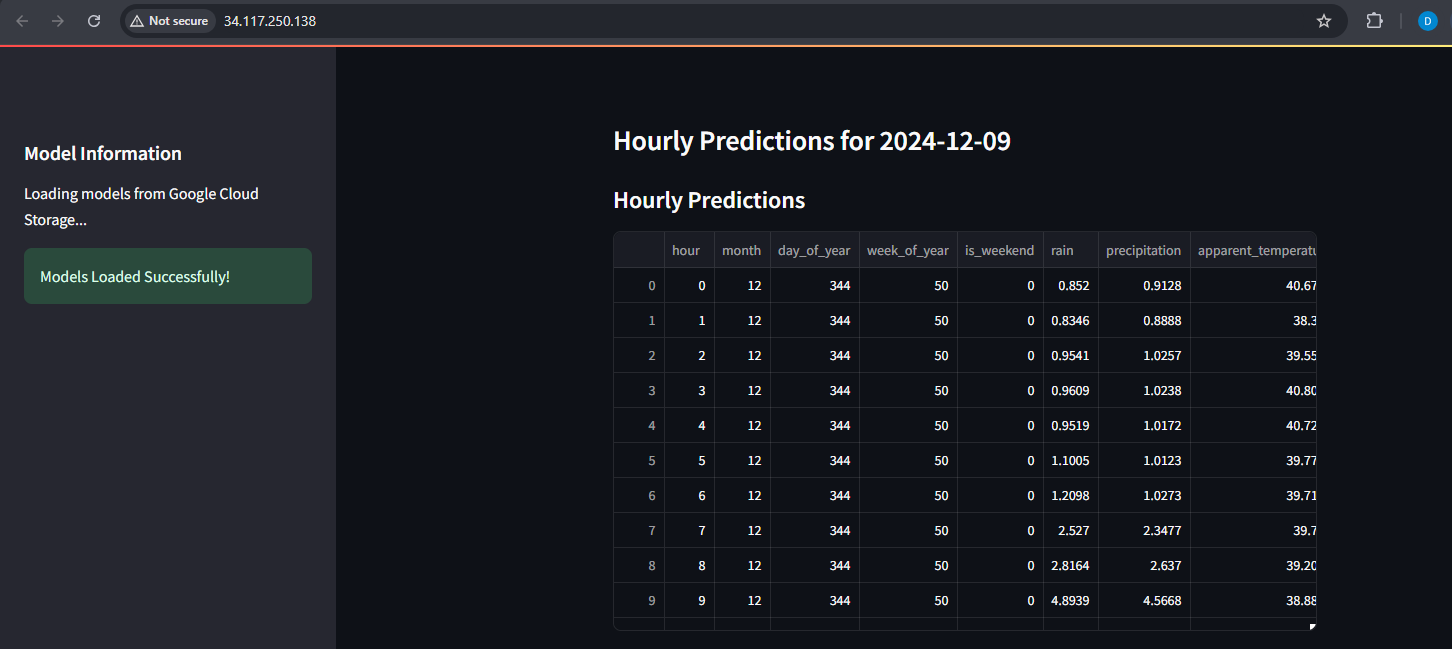 Not secure 34.117.250.138 D
Model Information
Loading models from Google Cloud
Storage...
Models Loaded Successfully!
Hourly Predictions for 2024-12-09
Hourly Predictions
hour month day_of_year week_of_year is_weekend rain precipitation apparent_temperatu
0 0 12 344 50 0 0.852 0.9128 40.67
1 1 12 344 50 0 0.8346 0.8888 38.3
2 2 12 344 50 0 0.9541 1.0257 39.55
3 3 12 344 50 0 0.9609 1.0238 40.80
4 4 12 344 50 0 0.9519 1.0172 40.72
5 5 12 344 50 0 1.1005 1.0123 39.77
6 6 12 344 50 0 1.2098 1.0273 39.71
7 7 12 344 50 0 2.527 2.3477 39.7
8 8 12 344 50 0 2.8164 2.637 39.20
9 9 12 344 50 0 4.8939 4.5668 38.88